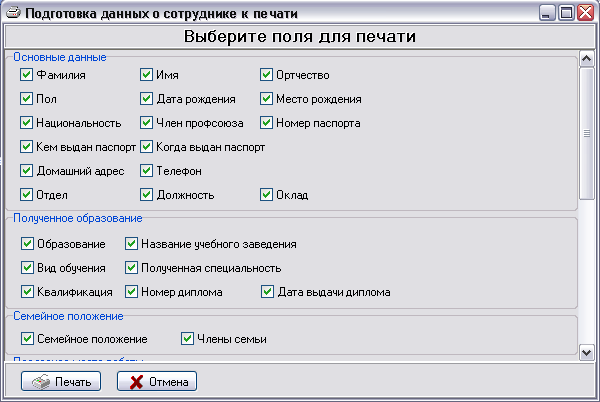 Подготовка данных о сотруднике к печати
Выберите поля для печати
Основные данные
Фамилия Имя Ортчество
Пол Дата рождения Место рождения
Национальность Член профсоюза Номер паспорта
Кем выдан паспорт Когда выдан паспорт
Домашний адрес Телефон
Отдел Должность Оклад
Полученное образование
Образование Название учебного заведения
Вид обучения Полученная специальность
Квалификация Номер диплома Дата выдачи диплома
Семейное положение
Семейное положение Члены семьи
Печать Отмена